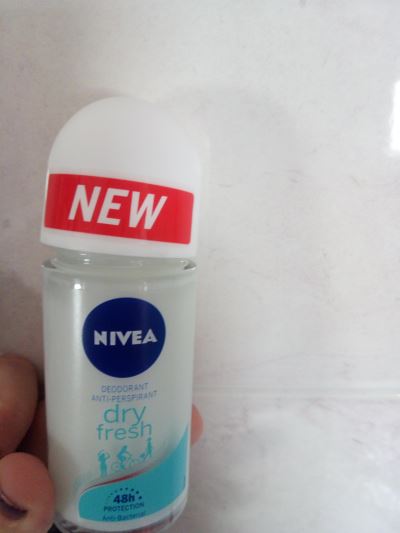 NEW
NIVEA
DEODORANT
ANTI-PERSPIRANT
dry
fresh
48h
PROTECTION
Anti-Bacterial